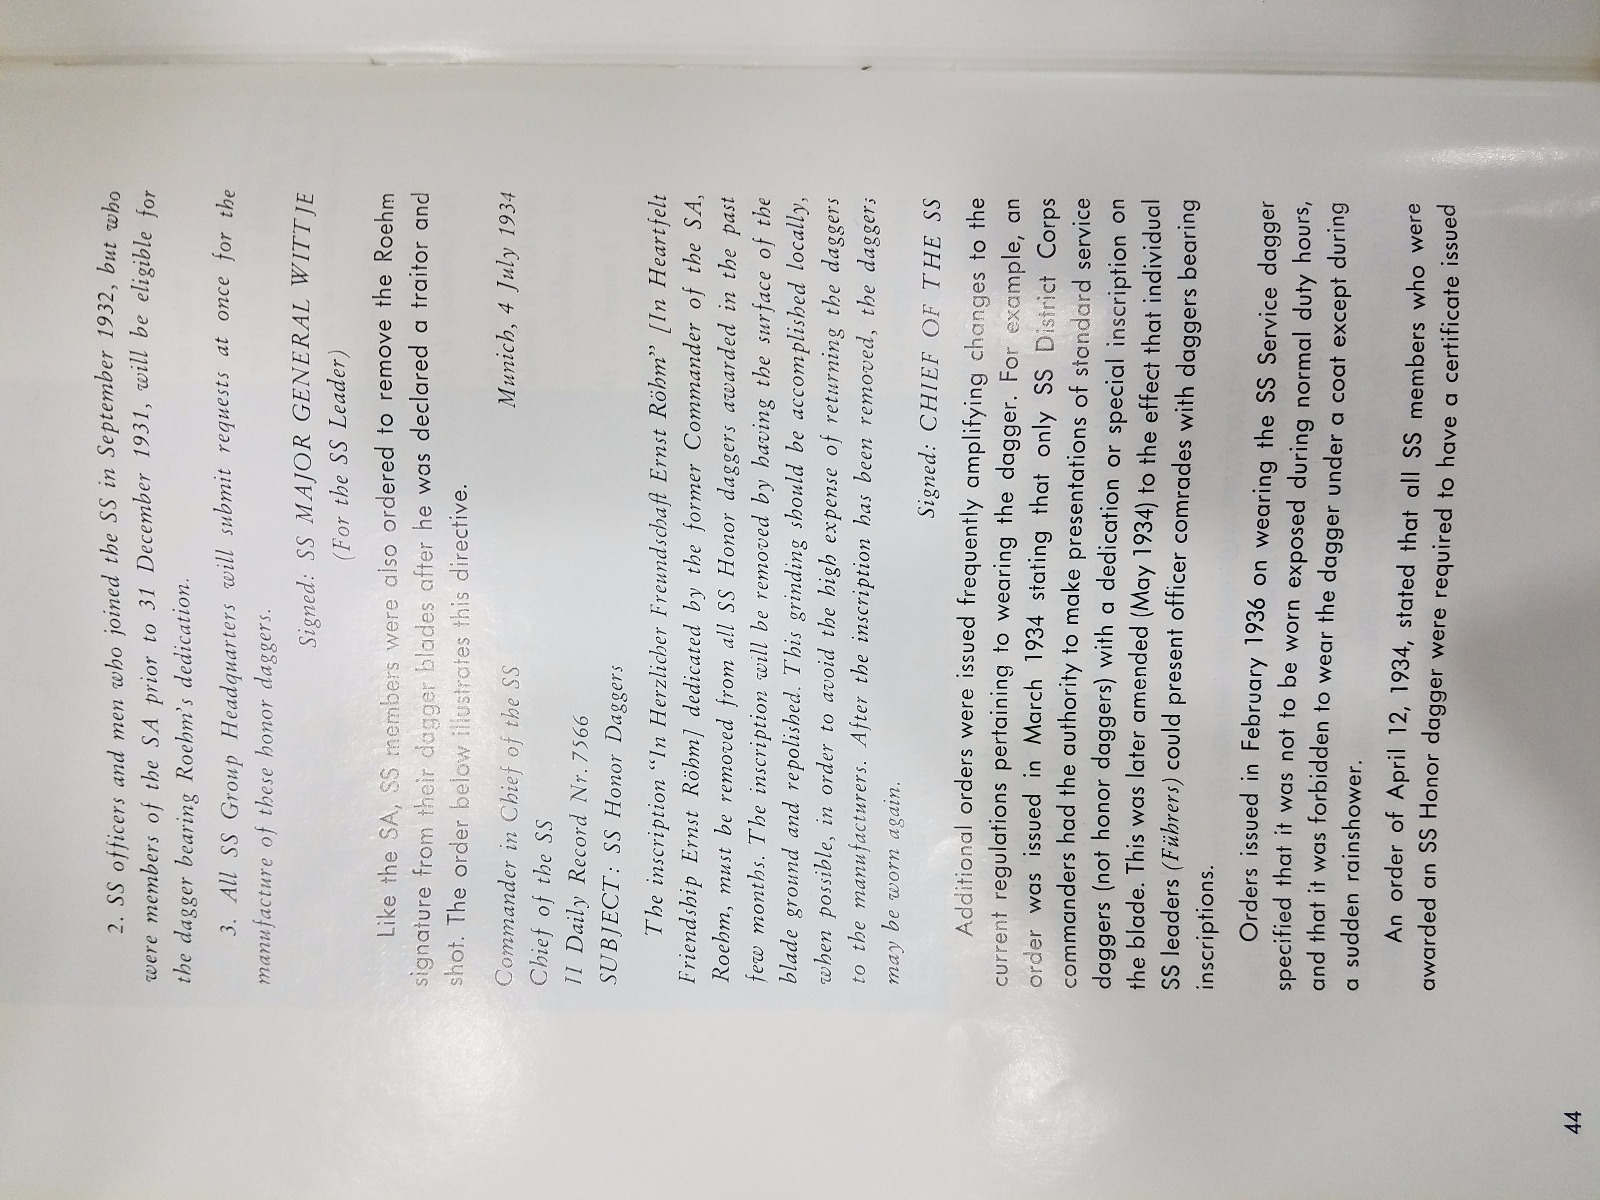 2. SS officers and men who joined the SS in September 1932, but who
were members of the SA prior to 31 December 1931, will be eligible for
the dagger bearing Roehm's dedication.
3. All SS Group Headquarters will submit requests at once for the
manufacture of these honor daggers.
Signed: SS MAJOR GENERAL WITTJE
(For the SS Leader)
Like the SA, SS members were also ordered to remove the Roehm
signature from their dagger blades after he was declared a traitor and
shot. The order below illustrates this directive.
Commander in Chief of the SS Munich, 4 July 1934
Chief of the SS
II Daily Record Nr. 7566
SUBJECT: SS Honor Daggers
The inscription "In Herzlicher Freundschaft Ernst Röhm" [In Heartfelt
Friendship Ernst Röhm] dedicated by the former Commander of the SA,
Roehm, must be removed from all SS Honor daggers awarded in the past
few months. The inscription will be removed by having the surface of the
blade ground and repolished. This grinding should be accomplished locally,
when possible, in order to avoid the high expense of returning the daggers
to the manufacturers. After the inscription has been removed, the daggers
may be worn again.
Signed: CHIEF OF THE SS
Additional orders were issued frequently amplifying changes to the
current regulations pertaining to wearing the dagger. For example, an
order was issued in March 1934 stating that only SS District Corps
commanders had the authority to make presentations of standard service
daggers (not honor daggers) with a dedication or special inscription on
the blade. This was later amended (May 1934) to the effect that individual
SS leaders (Führers) could present officer comrades with daggers bearing
inscriptions.
Orders issued in February 1936 on wearing the SS Service dagger
specified that it was not to be worn exposed during normal duty hours,
and that it was forbidden to wear the dagger under a coat except during
a sudden rainshower.
An order of April 12, 1934, stated that all SS members who were
awarded an SS Honor dagger were required to have a certificate issued
44